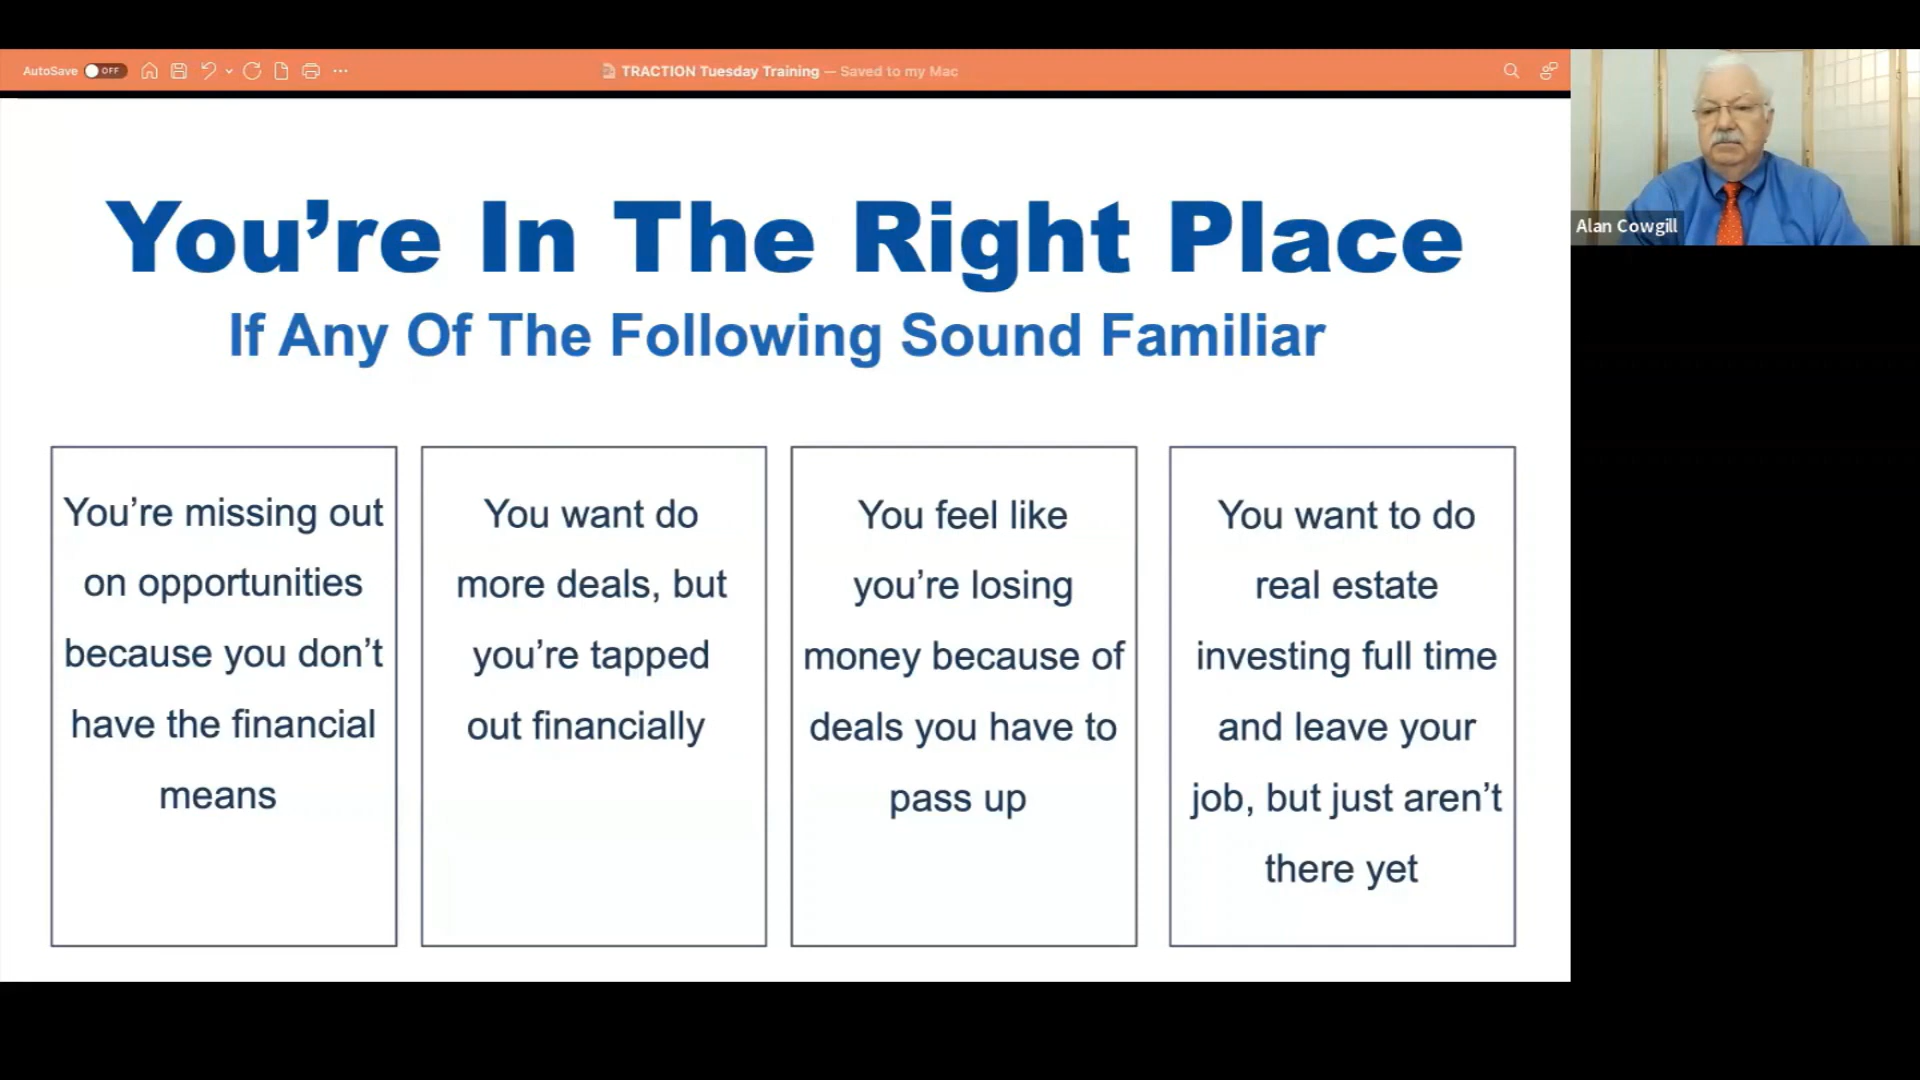 AutoSave OFF
TRACTION Tuesday Training — Saved to my Mac
Alan Cowgill
You're In The Right Place
If Any Of The Following Sound Familiar
You're missing out
on opportunities
because you don't
have the financial
means
You want do
more deals, but
you're tapped
out financially
You feel like
you're losing
money because of
deals you have to
pass up
You want to do
real estate
investing full time
and leave your
job, but just aren't
there yet